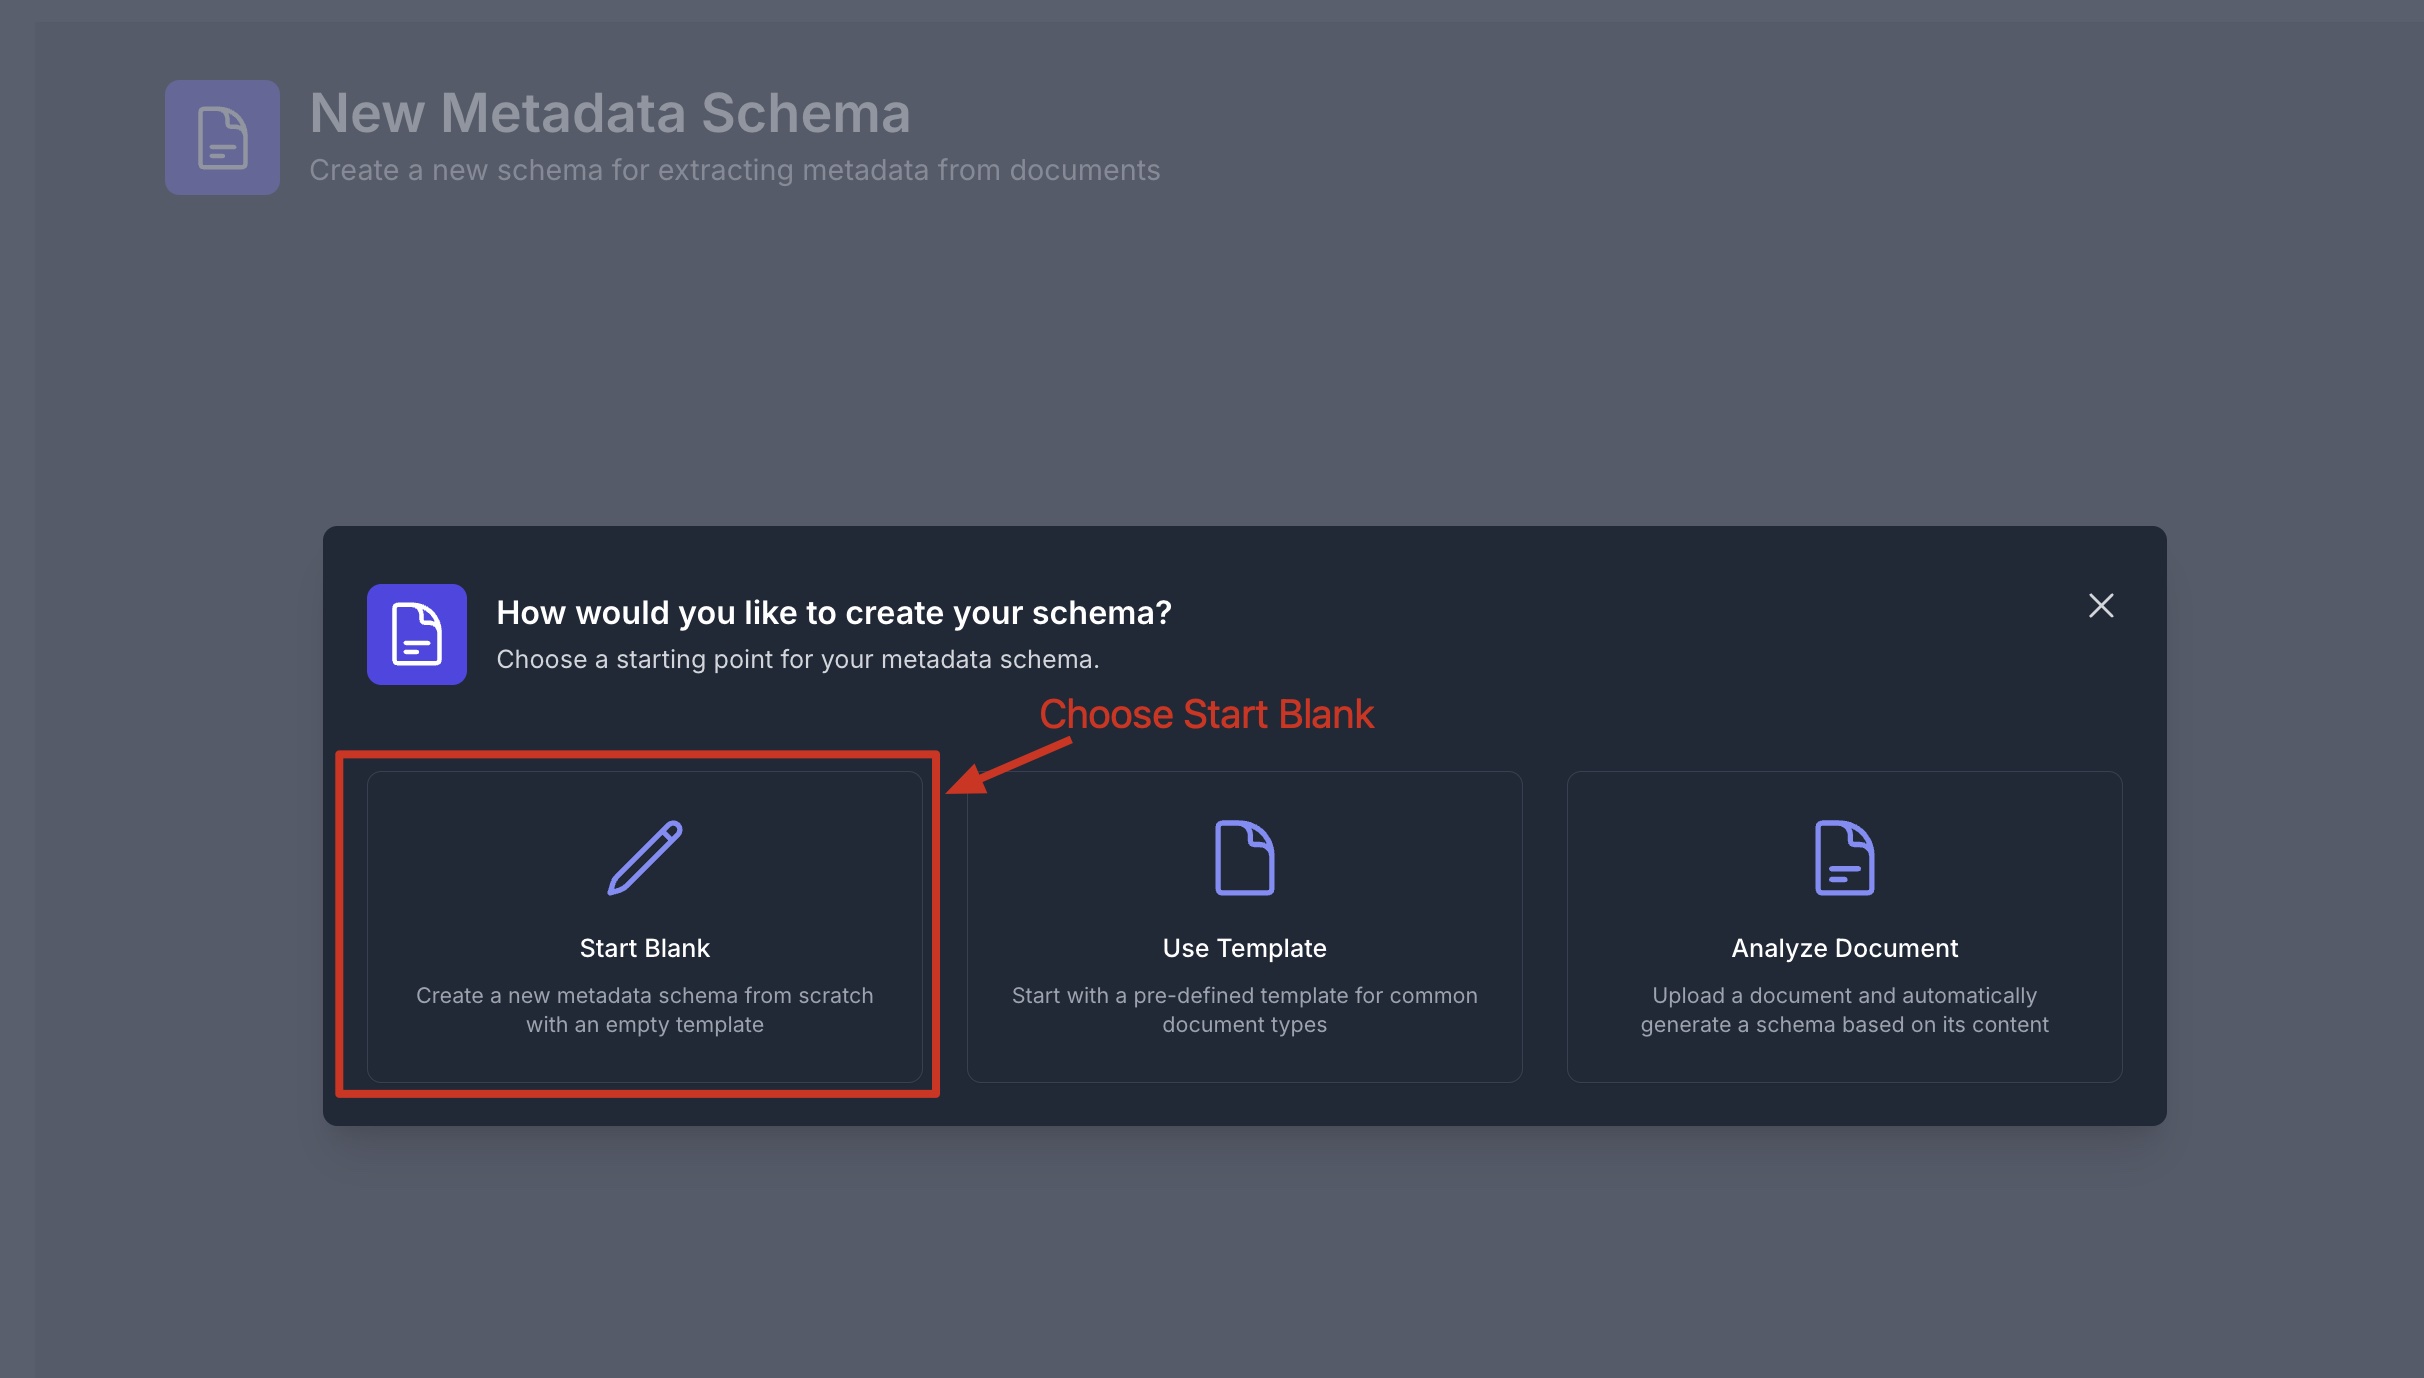 New Metadata Schema
Create a new schema for extracting metadata from documents
How would you like to create your schema?
Choose a starting point for your metadata schema.
Choose Start Blank
Start Blank
Create a new metadata schema from scratch
with an empty template
Use Template
Start with a pre-defined template for common
document types
Analyze Document
Upload a document and automatically
generate a schema based on its content